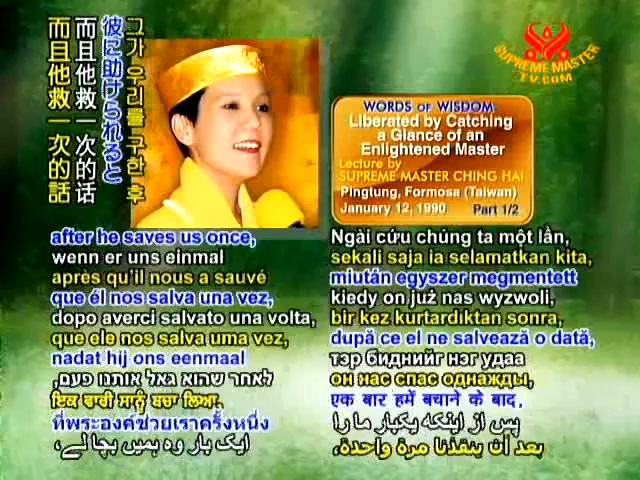 그가 우리를 구한 후
彼に助けられると
而且他救一次的话
而且他救一次的話
SUPREME MASTER
TV.COM
WORDS OF WISDOM
Liberated by Catching
a Glance of an
Enlightened Master
Lecture by
SUPREME MASTER CHING HAI
Pingtung, Formosa (Taiwan)
January 12, 1990 Part 1/2
after he saves us once,
wenn er uns einmal
après qu'il nous a sauvé
que él nos salva una vez,
dopo averci salvato una volta,
que ele nos salva uma vez,
nadat hij ons eenmaal
לאחר שהוא גאל אותנו פעם,
ਇਕ ਵਾਰੀ ਸਾਨੂੰ ਬਚਾ ਲਿਆ,
ที่พระองค์ช่วยเราครั้งหนึ่ง
ایک بار وہ ہمیں بچا لے،
Ngài cứu chúng ta một lần,
sekali saja ia selamatkan kita,
miután egyszer megmentett
kiedy on już nas wyzwoli,
bir kez kurtardıktan sonra,
după ce el ne salvează o dată,
тэр биднийг нэг удаа
он нас спас однажды,
एक बार हमें बचाने के बाद,
پس از اینکه یکبار ما را
بعد أن ينقذنا مرة واحدة،